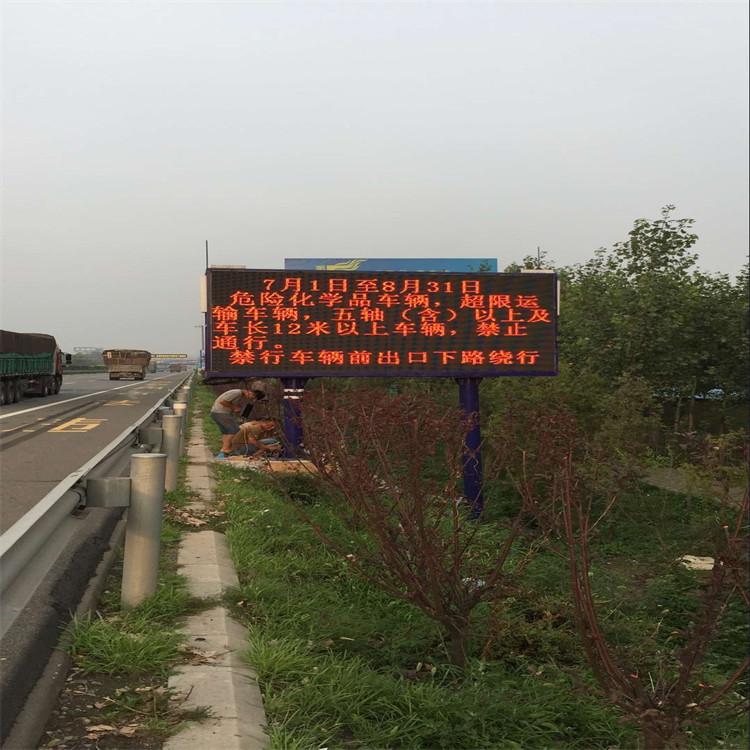 7月1日至8月31日
危险化学品车辆，超限运
输车辆，五轴（含）以上及
车长12米以上车辆，禁止
通行。
禁行车辆前出口下路绕行